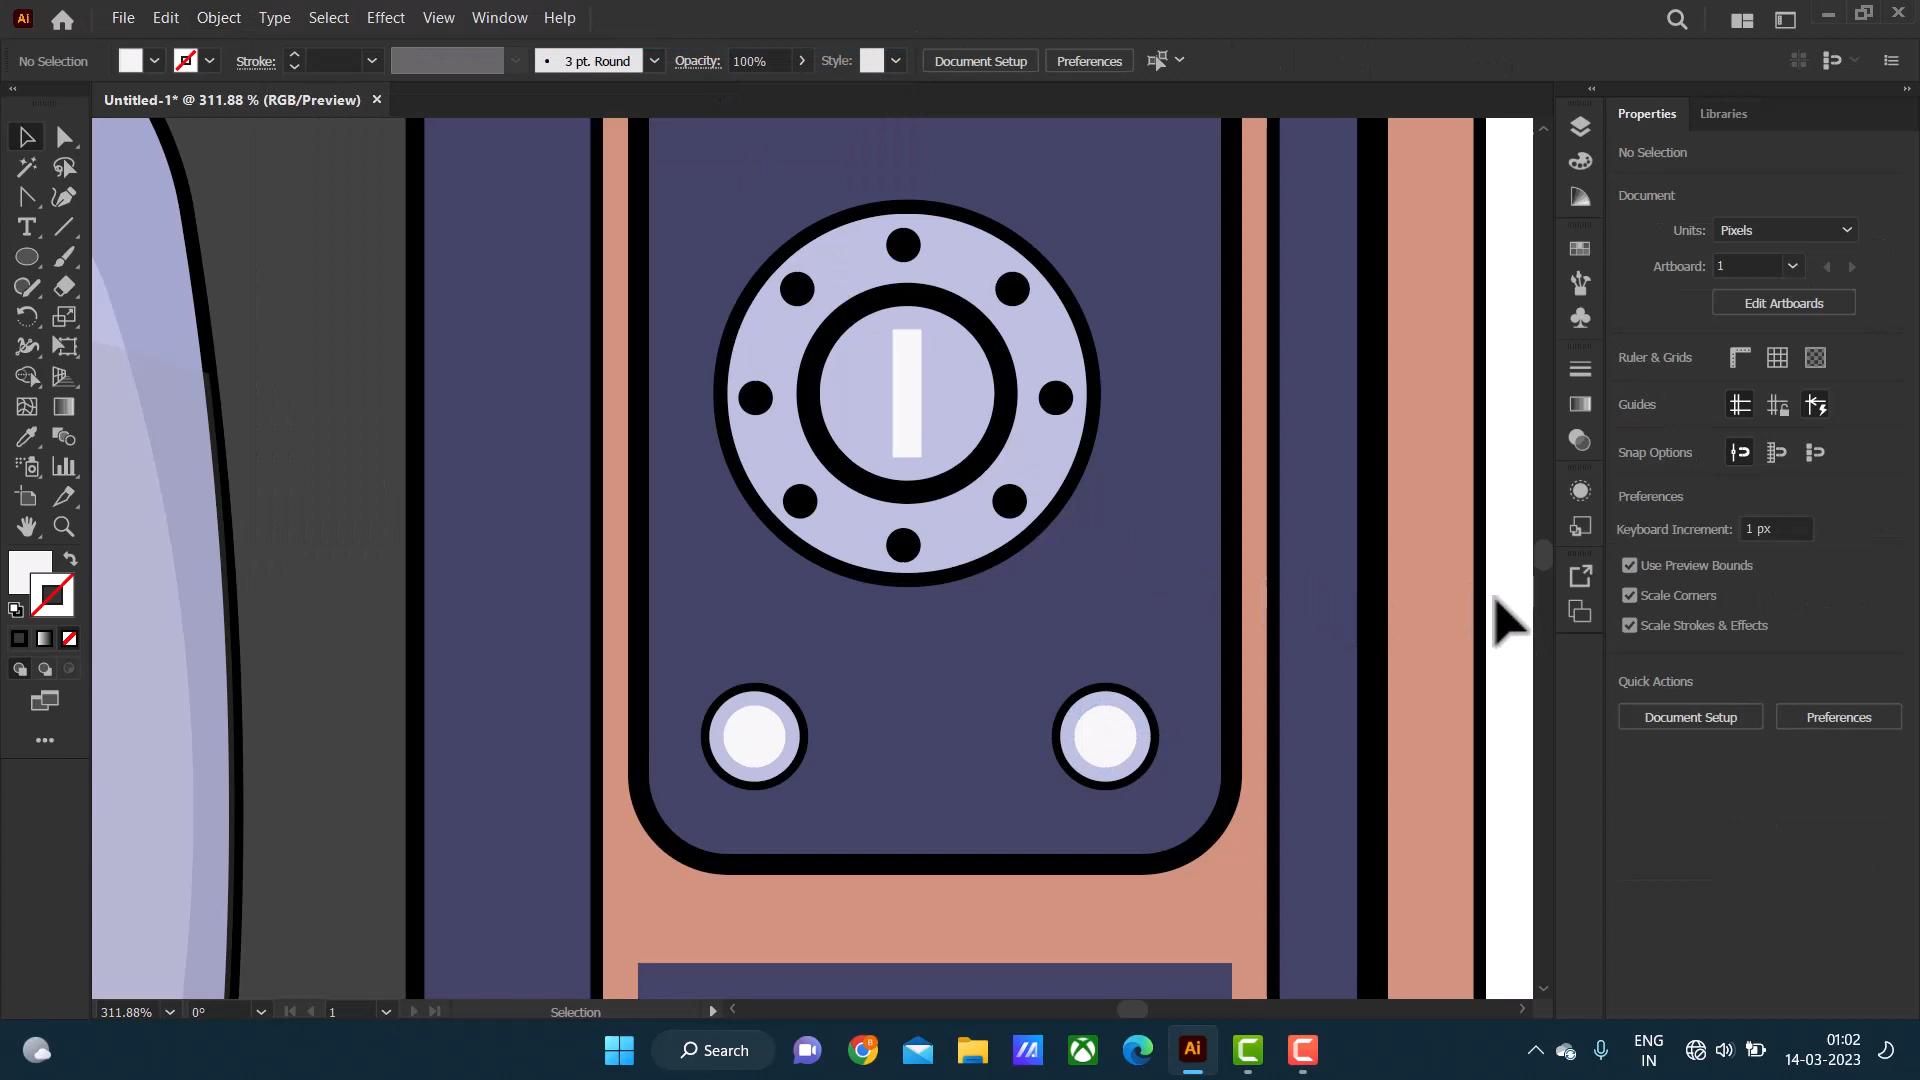 Ai File Edit Object Type Select Effect View Window Help
No Selection Stroke: 3 pt. Round Opacity: 100% Style: Document Setup Preferences
Untitled-1* @ 311.88 % (RGB/Preview) ×
Properties Libraries
No Selection
Document
Units: Pixels
Artboard: 1
Edit Artboards
Ruler & Grids
Guides
Snap Options
Preferences
Keyboard Increment: 1 px
Use Preview Bounds
Scale Corners
Scale Strokes & Effects
Quick Actions
Document Setup Preferences
311.88% 0° 1 Selection
Search
Ai
ENG
IN
01:02
14-03-2023